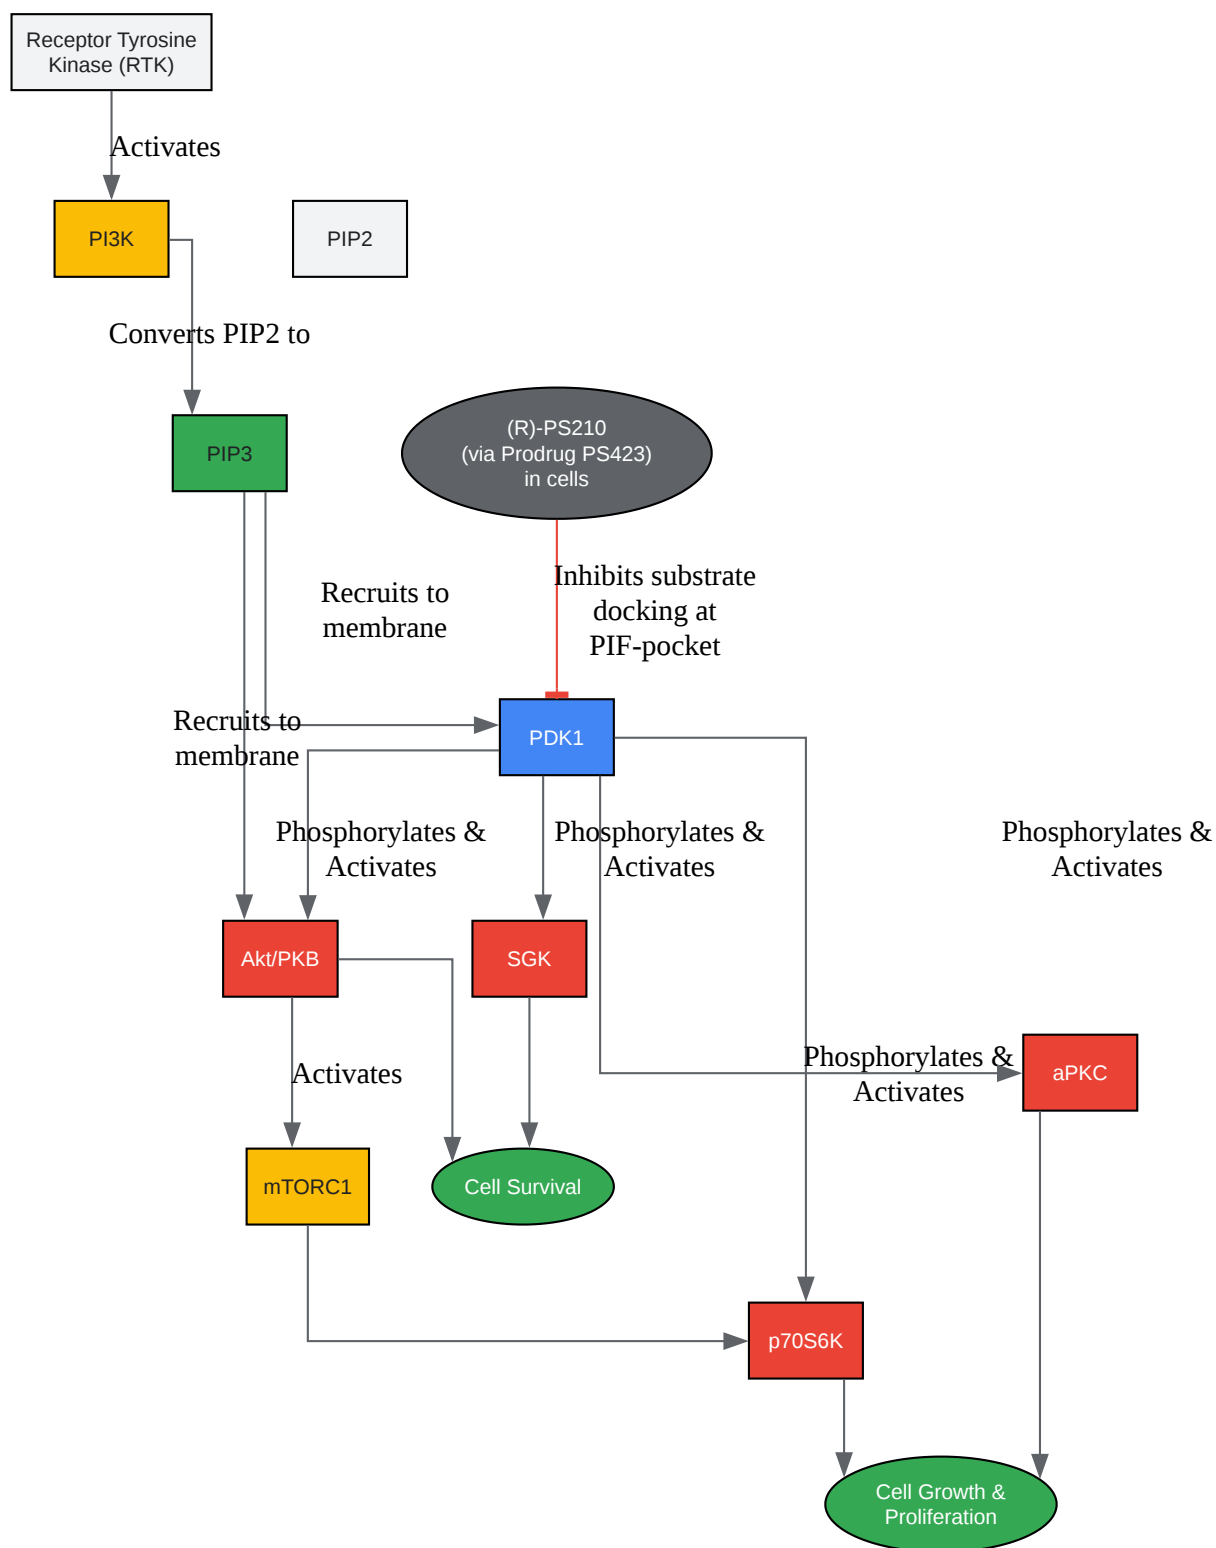 Receptor Tyrosine
Kinase (RTK)
Activates
PI3K
PIP2
Converts PIP2 to
PIP3
(R)-PS210
(via Prodrug PS423)
in cells
Recruits to
membrane
Inhibits substrate
docking at
PIF-pocket
Recruits to
membrane
PDK1
Phosphorylates &
Activates
Phosphorylates &
Activates
Phosphorylates &
Activates
Akt/PKB
SGK
Activates
Phosphorylates &
Activates
aPKC
mTORC1
Cell Survival
p70S6K
Cell Growth &
Proliferation